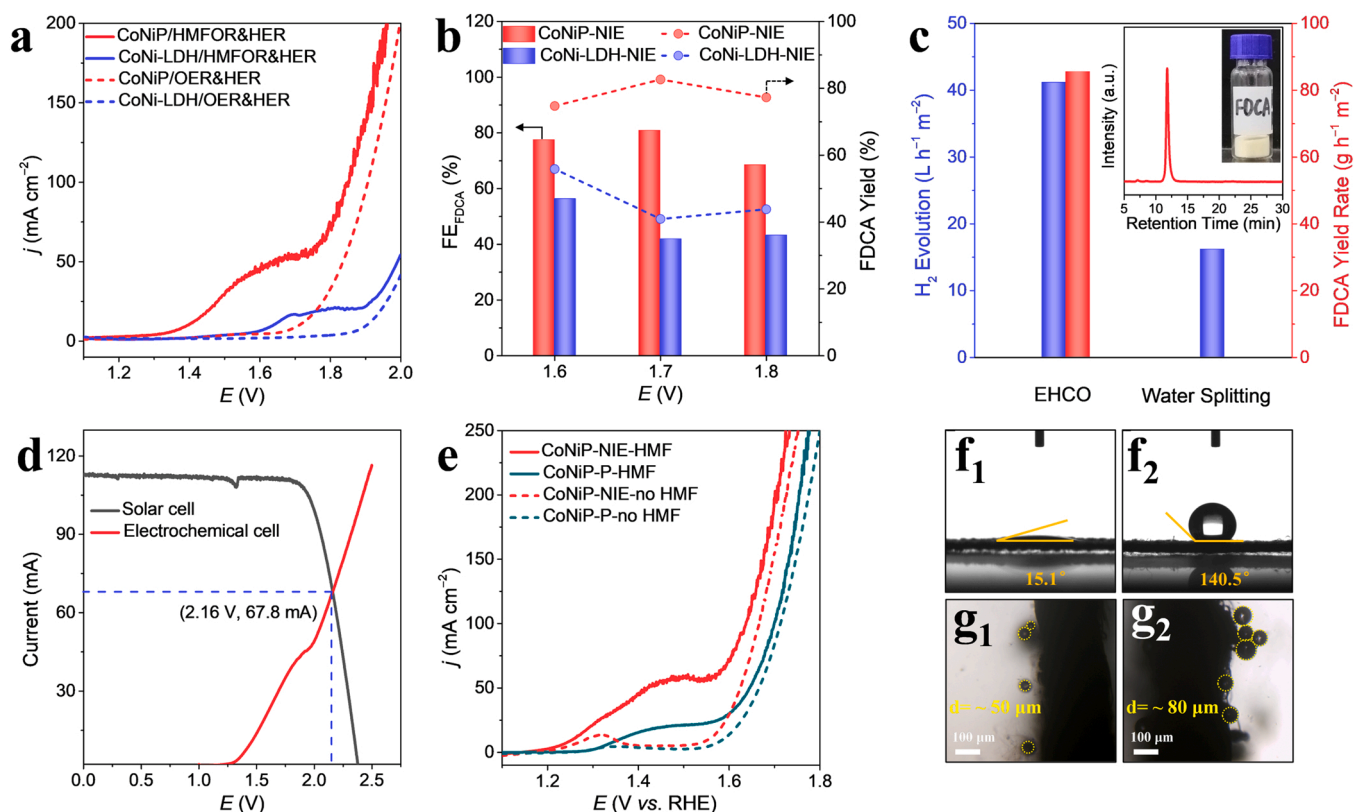 a
CoNiP/HMFOR&HER
CoNi-LDH/HMFOR&HER
CoNiP/OER&HER
CoNi-LDH/OER&HER
200
150
100
50
0
j (mA cm⁻²)
1.2 1.4 1.6 1.8 2.0
E (V)
b
CoNiP-NIE CoNiP-NIE
CoNi-LDH-NIE CoNi-LDH-NIE
120
100
80
60
40
20
0
FE_FDCA (%)
100
80
60
40
20
0
FDCA Yield (%)
1.6 1.7 1.8
E (V)
c
50
40
30
20
10
0
H₂ Evolution (L h⁻¹ m⁻²)
100
80
60
40
20
0
FDCA Yield Rate (g h⁻¹ m⁻²)
Intensity (a.u.)
FDCA
5 10 15 20 25 30
Retention Time (min)
EHCO Water Splitting
d
Solar cell
Electrochemical cell
(2.16 V, 67.8 mA)
120
90
60
30
Current (mA)
0.0 0.5 1.0 1.5 2.0 2.5
E (V)
e
CoNiP-NIE-HMF
CoNiP-P-HMF
CoNiP-NIE-no HMF
CoNiP-P-no HMF
250
200
150
100
50
0
j (mA cm⁻²)
1.2 1.4 1.6 1.8
E (V vs. RHE)
f₁
15.1°
f₂
140.5°
g₁
d= ~ 50 μm
100 μm
g₂
d= ~ 80 μm
100 μm